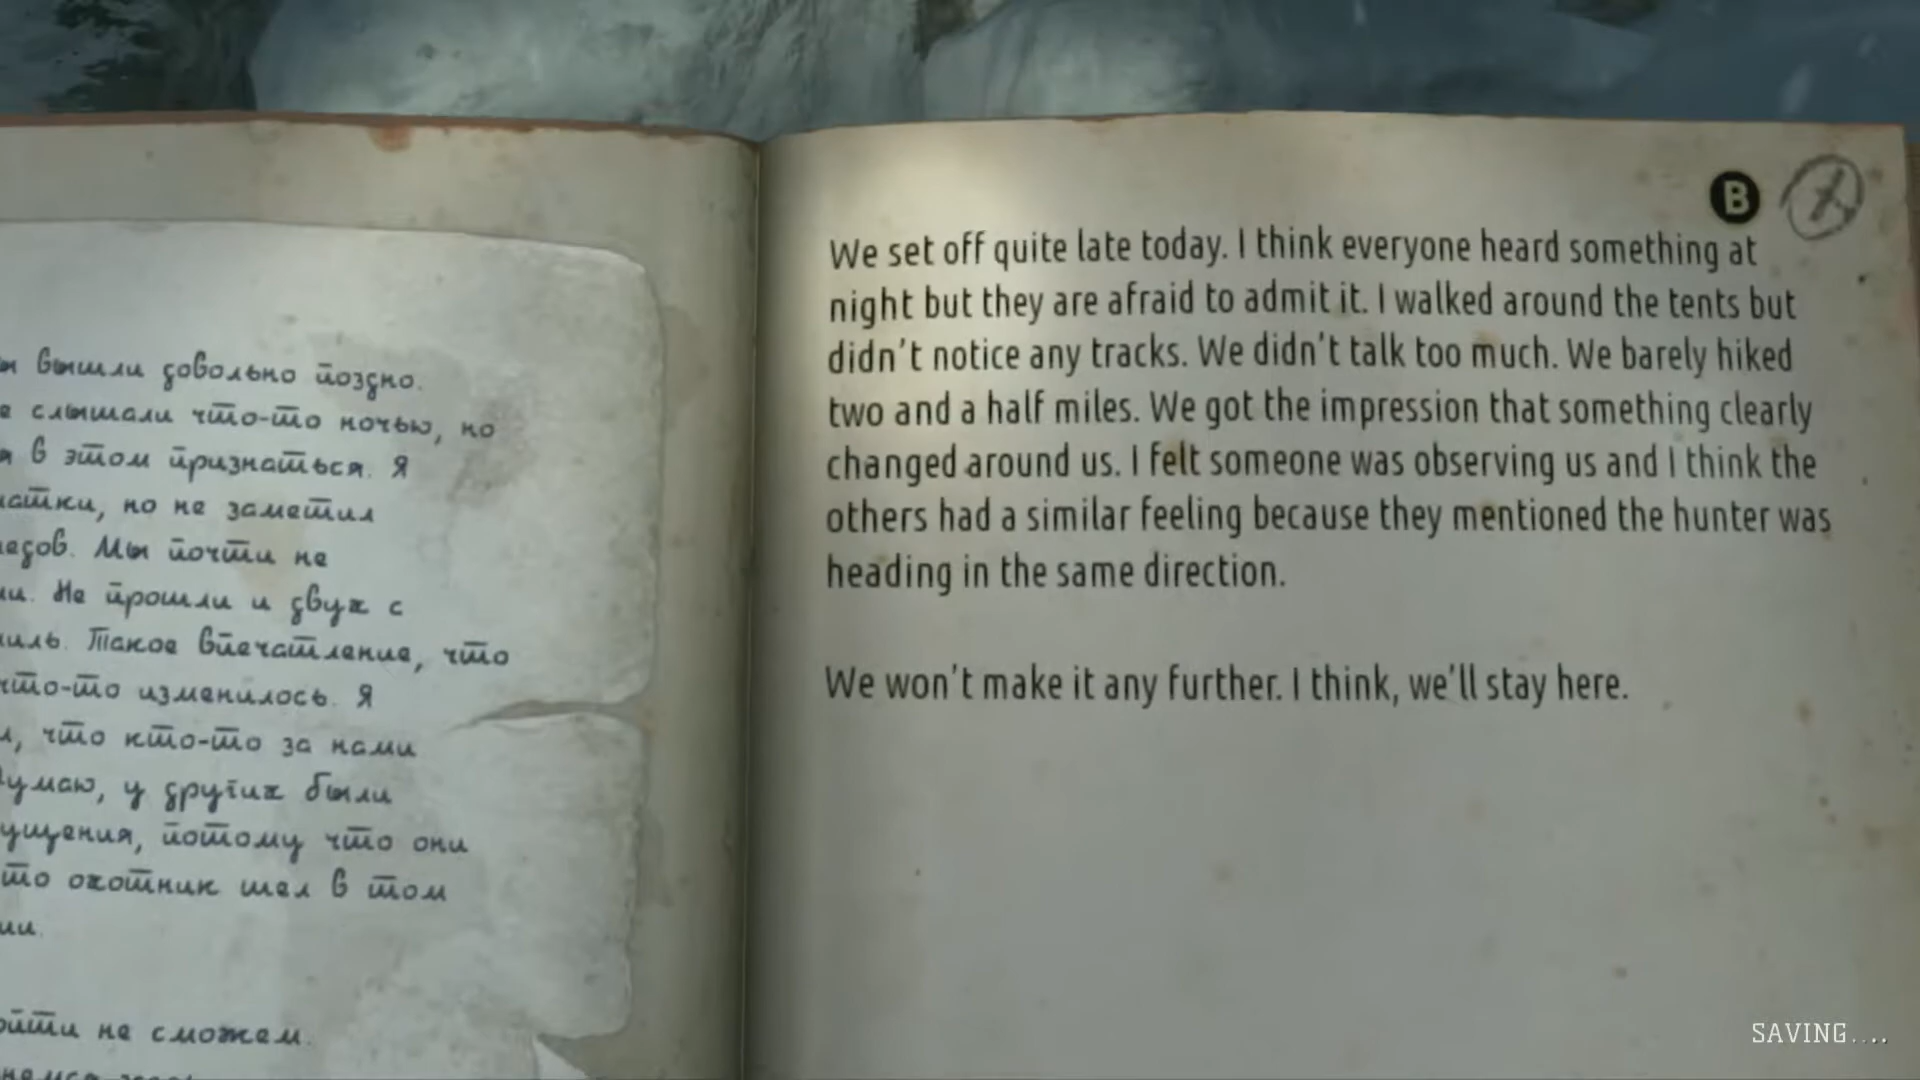 вышли довольно поздно.
слышали что-то ночью, но
в этом признаться. Я
но не заметил
Мы почти не
Не прошли и двух с
Такое впечатление, что
что-то изменилось. Я
что кто-то за нами
у других были
потому что они
охотник шел в том
не сможем.
B
We set off quite late today. I think everyone heard something at
night but they are afraid to admit it. I walked around the tents but
didn't notice any tracks. We didn't talk too much. We barely hiked
two and a half miles. We got the impression that something clearly
changed around us. I felt someone was observing us and I think the
others had a similar feeling because they mentioned the hunter was
heading in the same direction.
We won't make it any further. I think, we'll stay here.
SAVING....